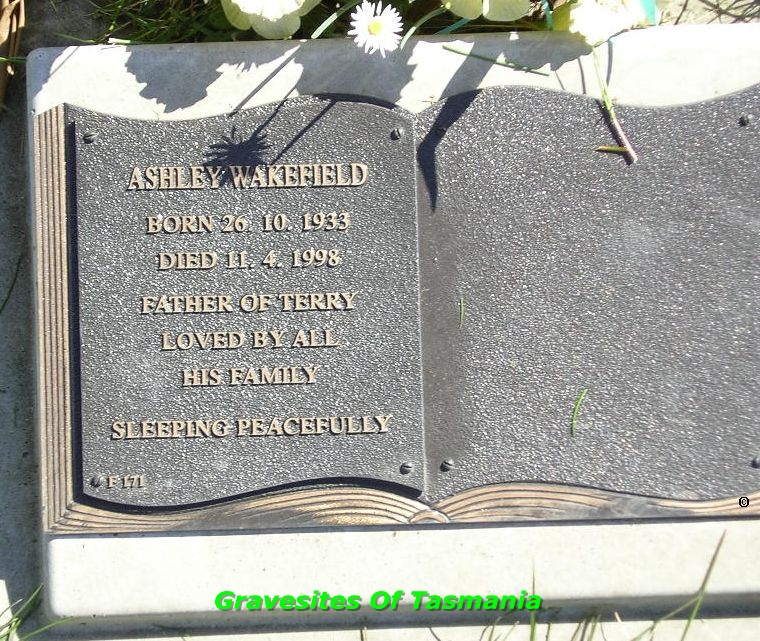 ASHLEY WAKEFIELD
BORN 26. 10. 1933
DIED 11. 4. 1998
FATHER OF TERRY
LOVED BY ALL
HIS FAMILY
SLEEPING PEACEFULLY
F 171
©
Gravesites Of Tasmania